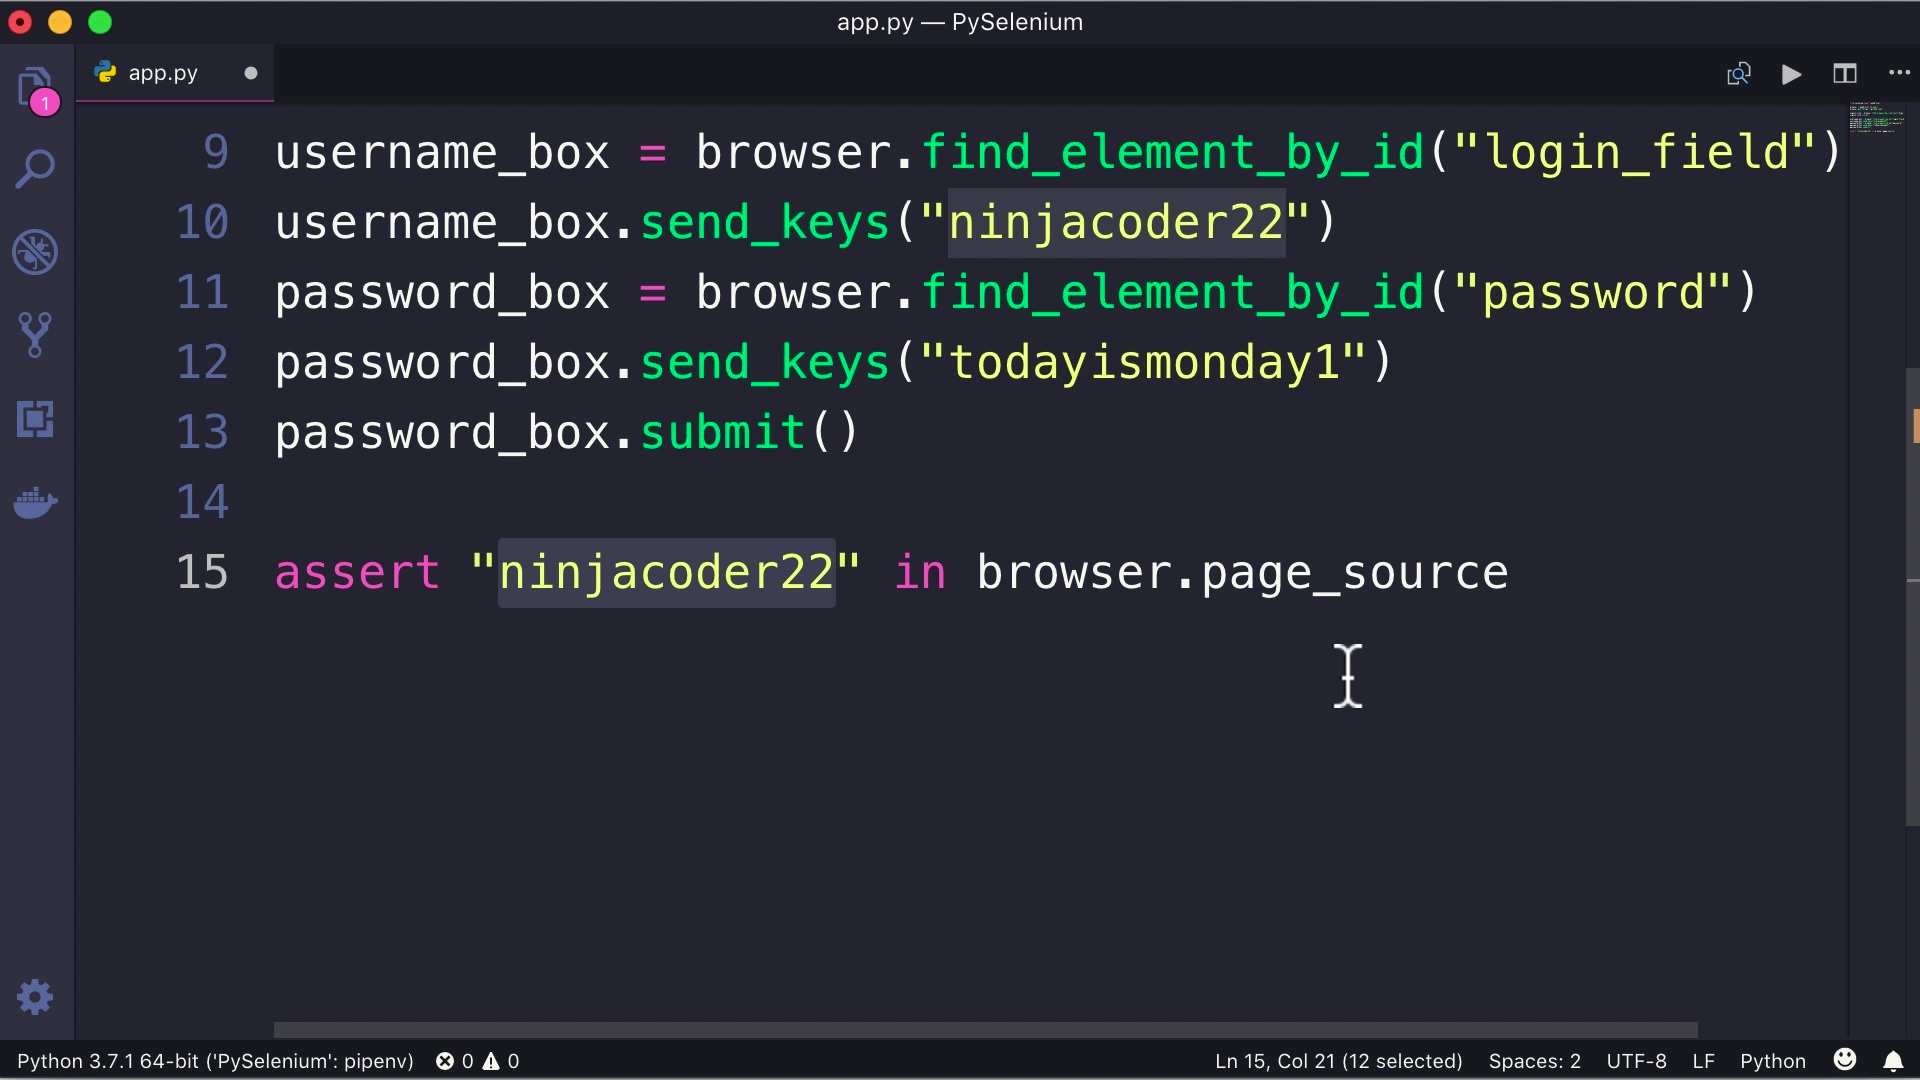 app.py — PySelenium
app.py
1
9 username_box = browser.find_element_by_id("login_field")
10 username_box.send_keys("ninjacoder22")
11 password_box = browser.find_element_by_id("password")
12 password_box.send_keys("todayismonday1")
13 password_box.submit()
14
15 assert "ninjacoder22" in browser.page_source
Python 3.7.1 64-bit ('PySelenium': pipenv) 0 0 Ln 15, Col 21 (12 selected) Spaces: 2 UTF-8 LF Python